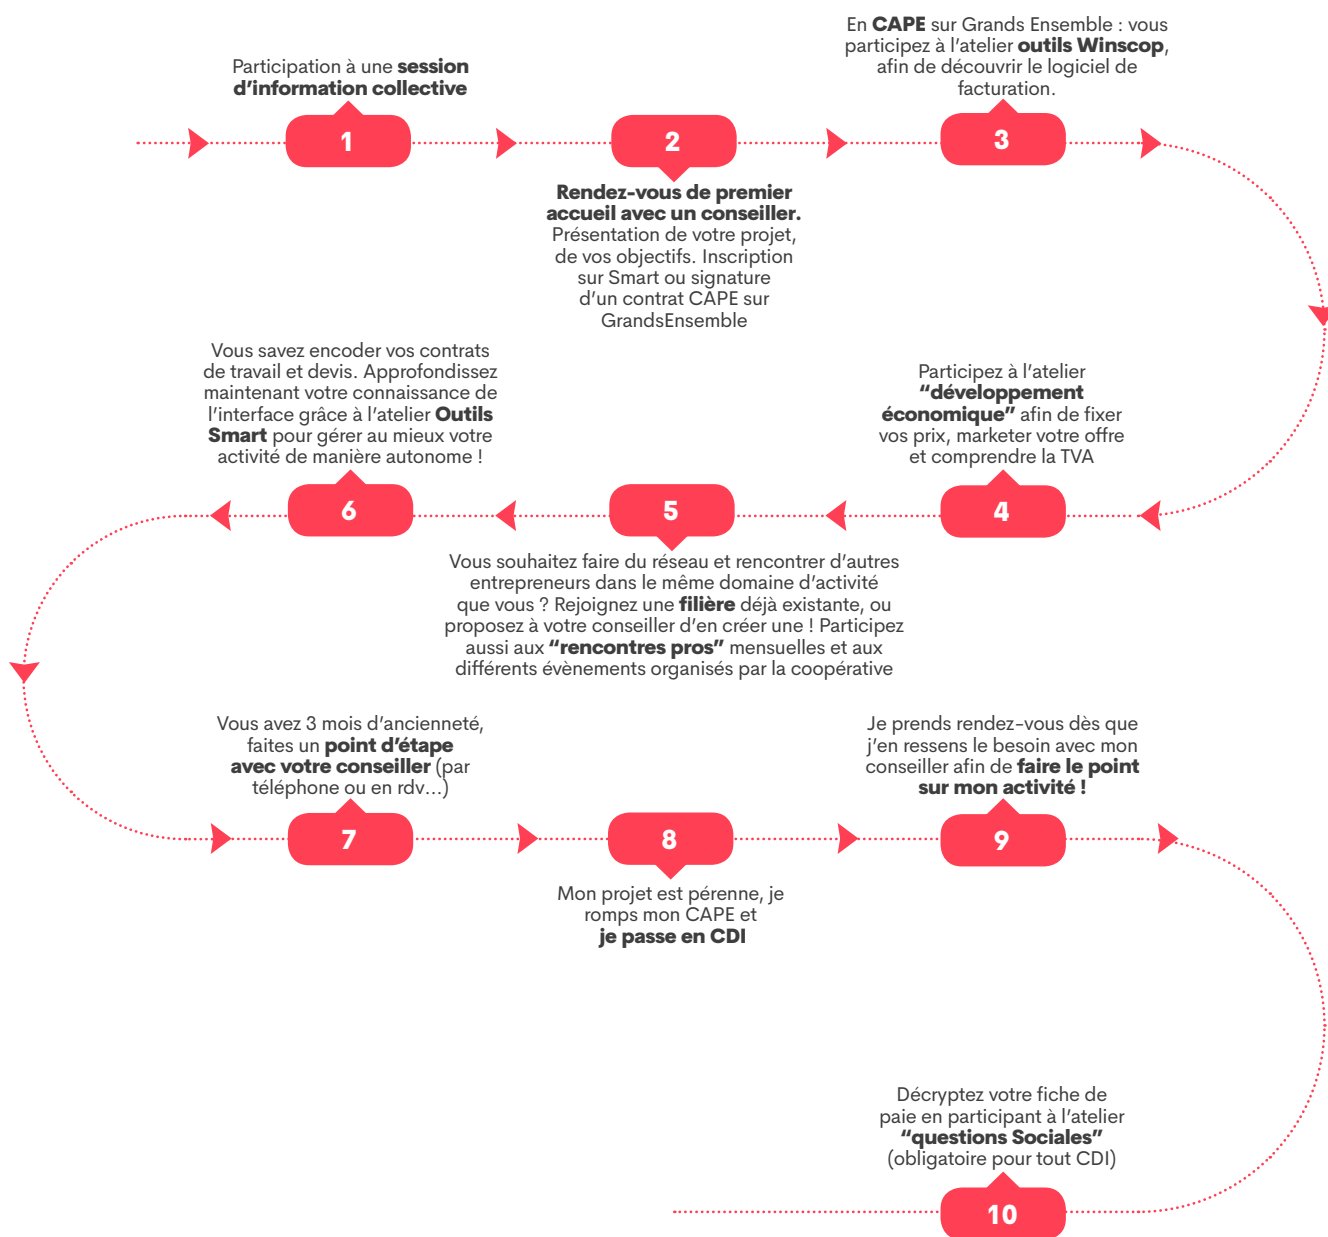 Participation à une session
d’information collective
1
2
Rendez-vous de premier
accueil avec un conseiller.
Présentation de votre projet,
de vos objectifs. Inscription
sur Smart ou signature
d’un contrat CAPE sur
GrandsEnsemble
En CAPE sur Grands Ensemble : vous
participez à l’atelier outils Winscop,
afin de découvrir le logiciel de
facturation.
3
Participez à l’atelier
“développement
économique” afin de fixer
vos prix, marketer votre offre
et comprendre la TVA
4
5
Vous souhaitez faire du réseau et rencontrer d’autres
entrepreneurs dans le même domaine d’activité
que vous ? Rejoignez une filière déjà existante, ou
proposez à votre conseiller d’en créer une ! Participez
aussi aux “rencontres pros” mensuelles et aux
différents évènements organisés par la coopérative
Vous savez encoder vos contrats
de travail et devis. Approfondissez
maintenant votre connaissance de
l’interface grâce à l’atelier Outils
Smart pour gérer au mieux votre
activité de manière autonome !
6
Vous avez 3 mois d’ancienneté,
faites un point d’étape
avec votre conseiller (par
téléphone ou en rdv...)
7
8
Mon projet est pérenne, je
romps mon CAPE et
je passe en CDI
Je prends rendez-vous dès que
j’en ressens le besoin avec mon
conseiller afin de faire le point
sur mon activité !
9
Décryptez votre fiche de
paie en participant à l’atelier
“questions Sociales”
(obligatoire pour tout CDI)
10